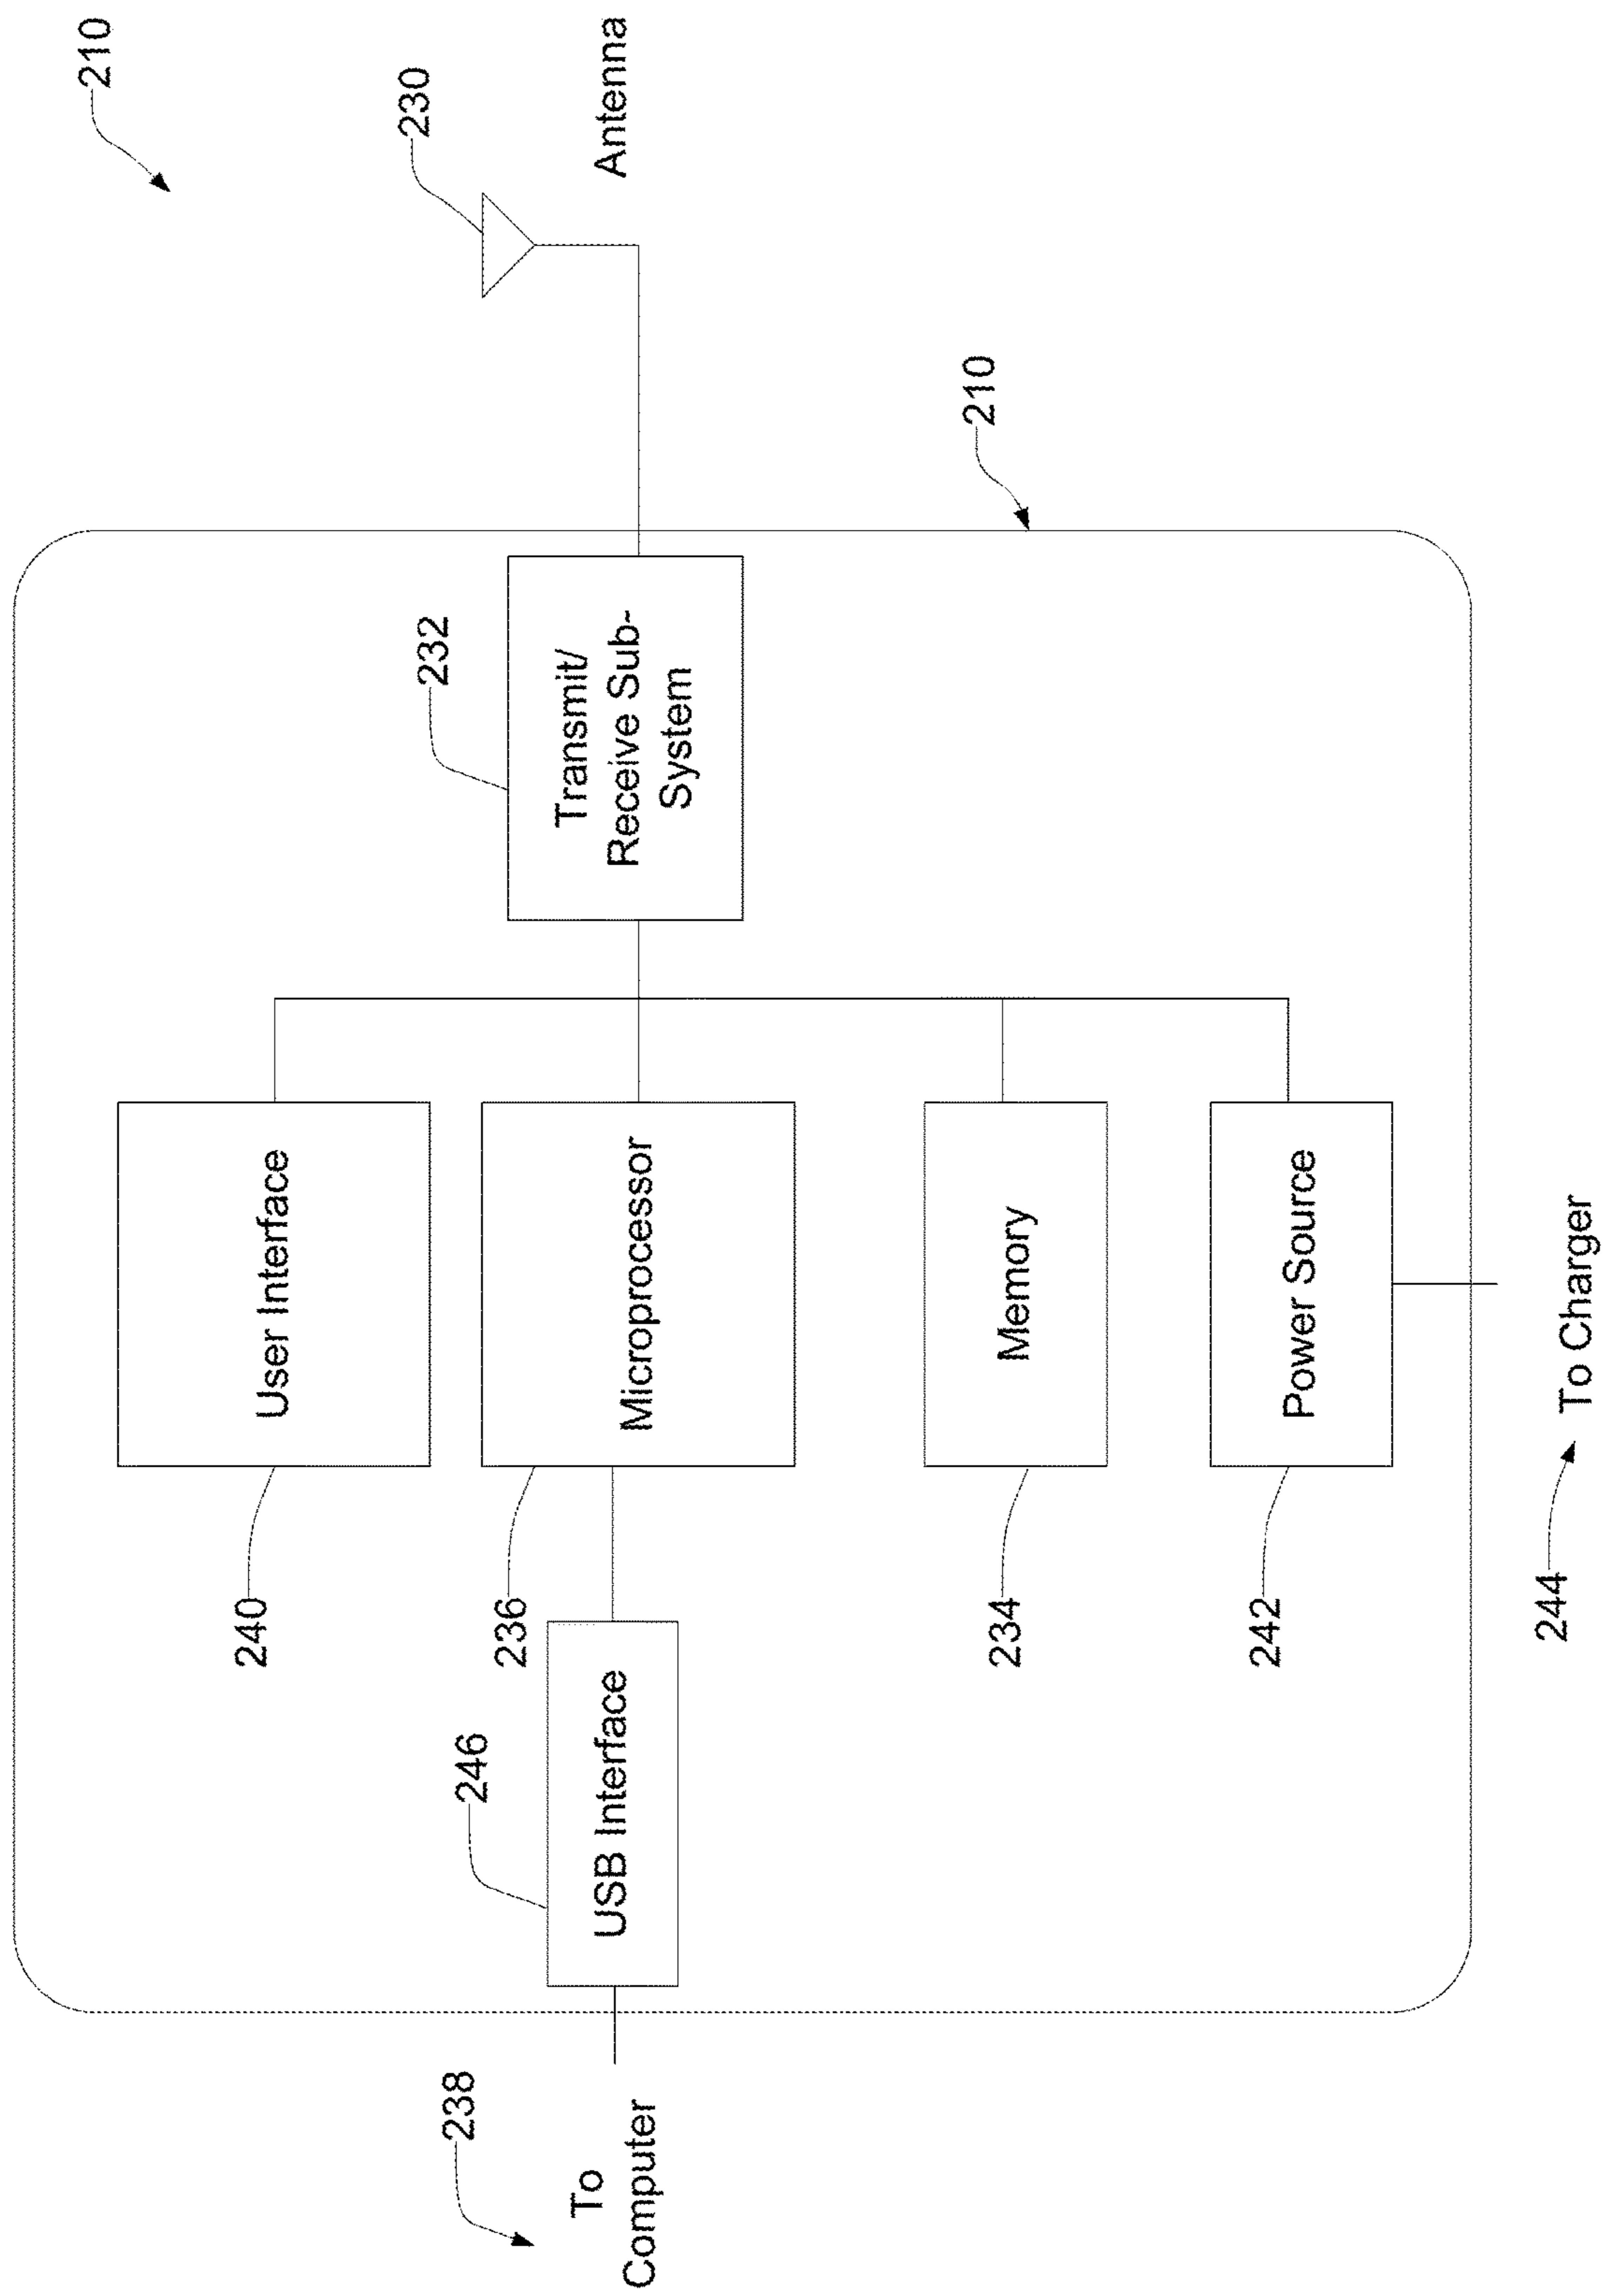 238
To
Computer
246
USB Interface
240
User Interface
236
Microprocessor
234
Memory
242
Power Source
244
To Charger
232
Transmit/
Receive Sub-
System
210
230
Antenna
210